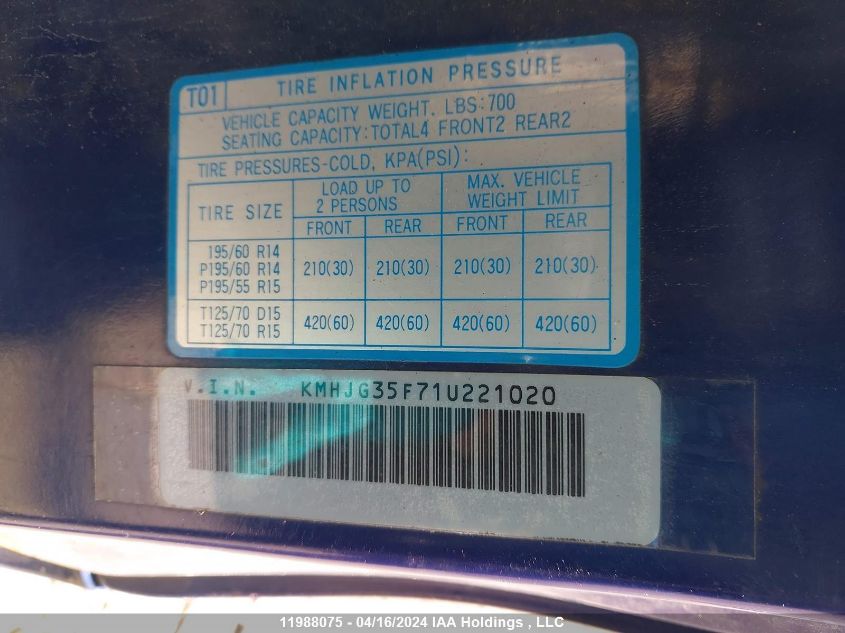 T01 TIRE INFLATION PRESSURE
VEHICLE CAPACITY WEIGHT. LBS:700
SEATING CAPACITY:TOTAL4 FRONT2 REAR2
TIRE PRESSURES-COLD, KPA(PSI):
TIRE SIZE
LOAD UP TO
2 PERSONS
MAX. VEHICLE
WEIGHT LIMIT
FRONT REAR FRONT REAR
195/60 R14
P195/60 R14
P195/55 R15
210(30) 210(30) 210(30) 210(30)
T125/70 D15
T125/70 R15
420(60) 420(60) 420(60) 420(60)
V.I.N. KMHJG35F71U221020
11988075 - 04/16/2024 IAA Holdings , LLC